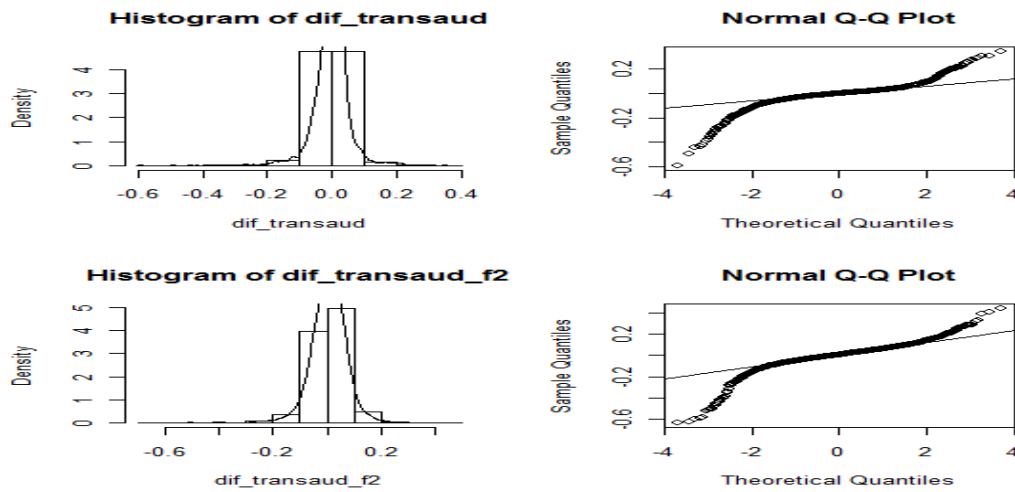 Histogram of dif_transaud
Density
0 1 2 3 4
-0.6 -0.2 0.0 0.2 0.4
dif_transaud
Normal Q-Q Plot
Sample Quantiles
-0.6 -0.2 0.2
-4 -2 0 2 4
Theoretical Quantiles
Histogram of dif_transaud_f2
Density
0 1 2 3 4 5
-0.6 -0.2 0.2
dif_transaud_f2
Normal Q-Q Plot
Sample Quantiles
-0.6 -0.2 0.2
-4 -2 0 2 4
Theoretical Quantiles